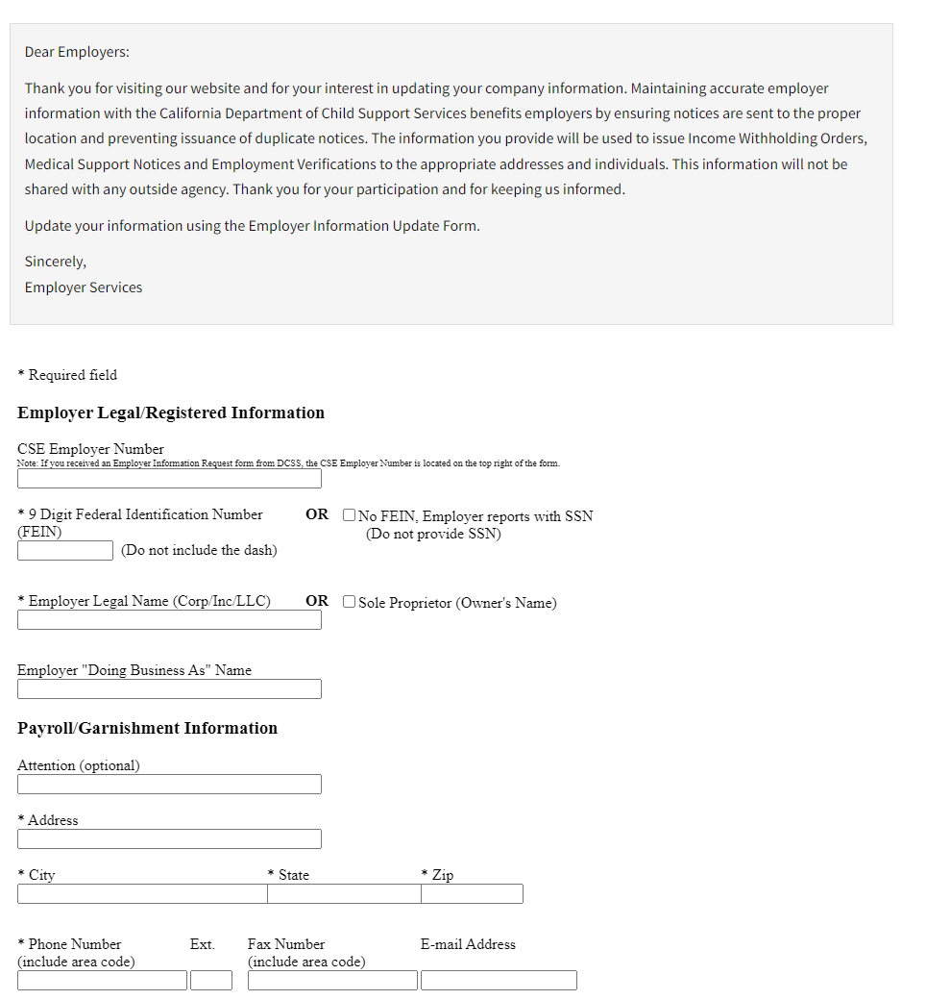 Dear Employers:
Thank you for visiting our website and for your interest in updating your company information. Maintaining accurate employer
information with the California Department of Child Support Services benefits employers by ensuring notices are sent to the proper
location and preventing issuance of duplicate notices. The information you provide will be used to issue Income Withholding Orders,
Medical Support Notices and Employment Verifications to the appropriate addresses and individuals. This information will not be
shared with any outside agency. Thank you for your participation and for keeping us informed.
Update your information using the Employer Information Update Form.
Sincerely,
Employer Services
* Required field
Employer Legal/Registered Information
CSE Employer Number
Note: If you received an Employer Information Request form from DCSS, the CSE Employer Number is located on the top right of the form.
* 9 Digit Federal Identification Number OR No FEIN, Employer reports with SSN
(FEIN) (Do not provide SSN)
(Do not include the dash)
* Employer Legal Name (Corp/Inc/LLC) OR Sole Proprietor (Owner's Name)
Employer "Doing Business As" Name
Payroll/Garnishment Information
Attention (optional)
* Address
* City * State * Zip
* Phone Number Ext. Fax Number E-mail Address
(include area code) (include area code)